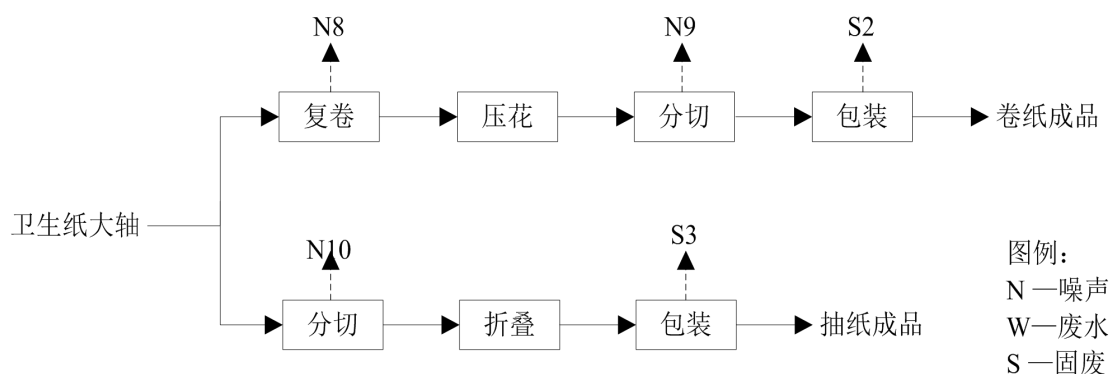 N8
N9
S2
复卷
压花
分切
包装
卷纸成品
卫生纸大轴
N10
S3
分切
折叠
包装
抽纸成品
图例：
N —噪声
W—废水
S —固废